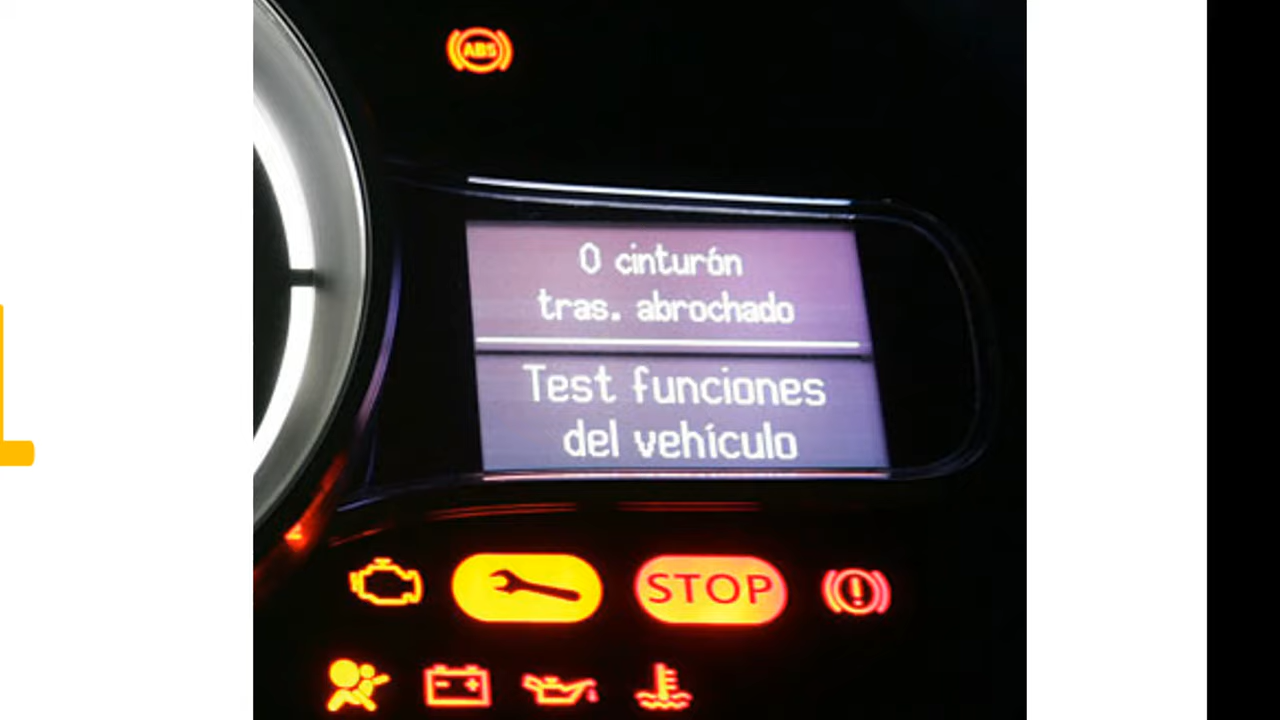 ABS
0 cinturón
tras. abrochado
Test funciones
del vehículo
STOP